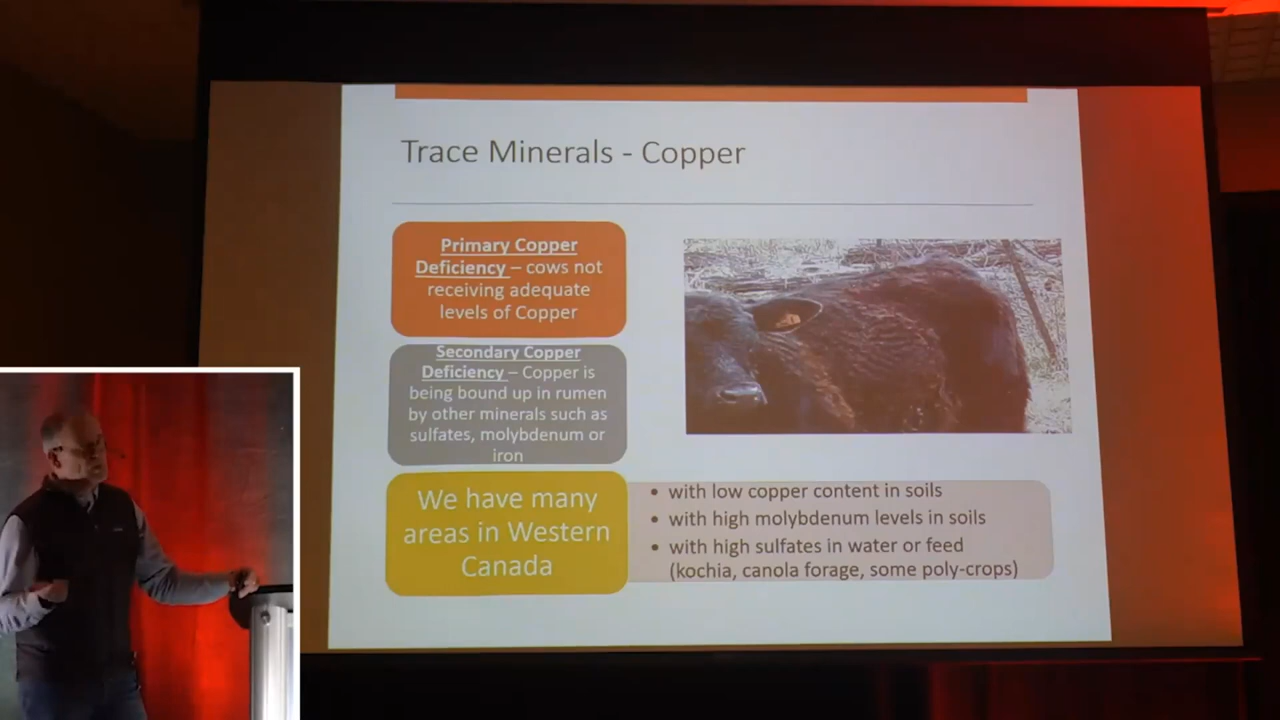 Trace Minerals - Copper
Primary Copper
Deficiency – cows not
receiving adequate
levels of Copper
Secondary Copper
Deficiency – Copper is
being bound up in rumen
by other minerals such as
sulfates, molybdenum or
iron
We have many
areas in Western
Canada
• with low copper content in soils
• with high molybdenum levels in soils
• with high sulfates in water or feed
(kochia, canola forage, some poly-crops)